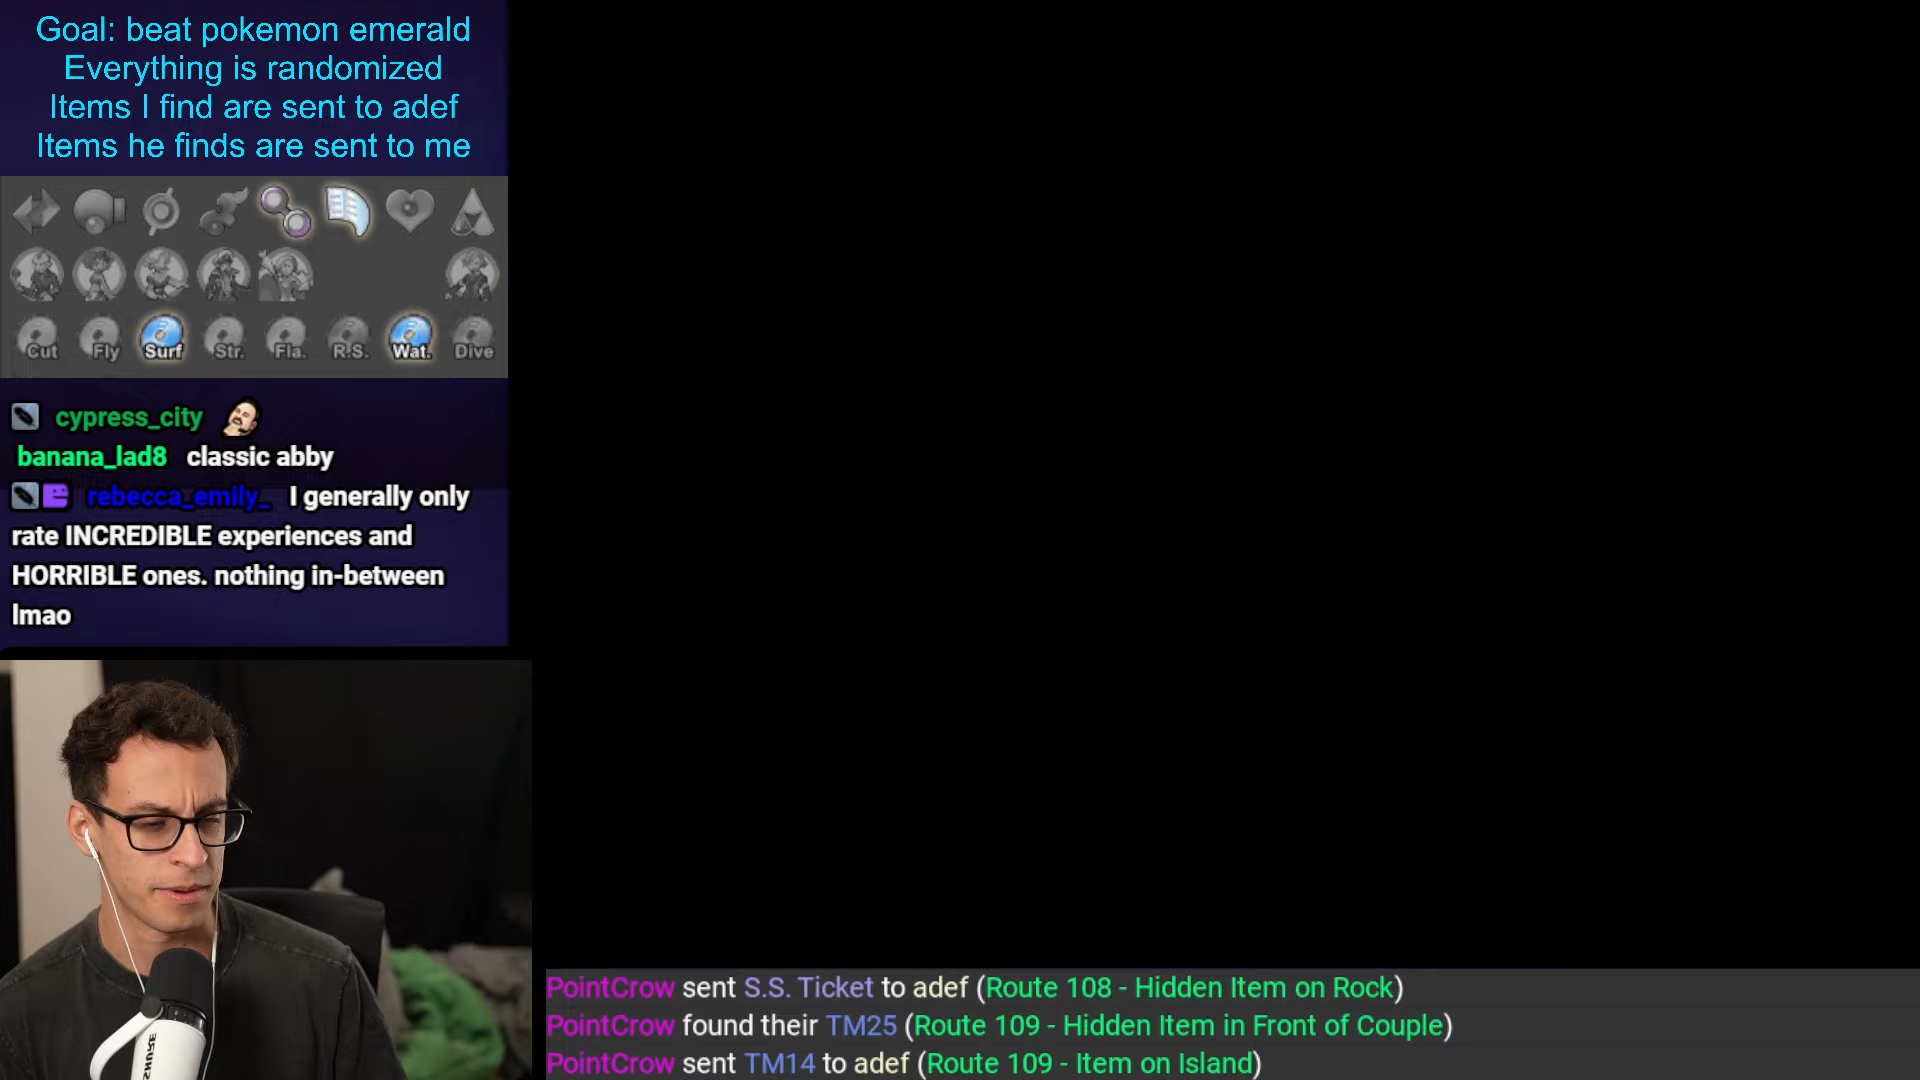 Goal: beat pokemon emerald
Everything is randomized
Items I find are sent to adef
Items he finds are sent to me
Cut Fly Surf Str. Fla. R.S. Wat. Dive
cypress_city
banana_lad8 classic abby
rebecca_emily_ I generally only
rate INCREDIBLE experiences and
HORRIBLE ones. nothing in-between
lmao
SHURE
PointCrow sent S.S. Ticket to adef (Route 108 - Hidden Item on Rock)
PointCrow found their TM25 (Route 109 - Hidden Item in Front of Couple)
PointCrow sent TM14 to adef (Route 109 - Item on Island)